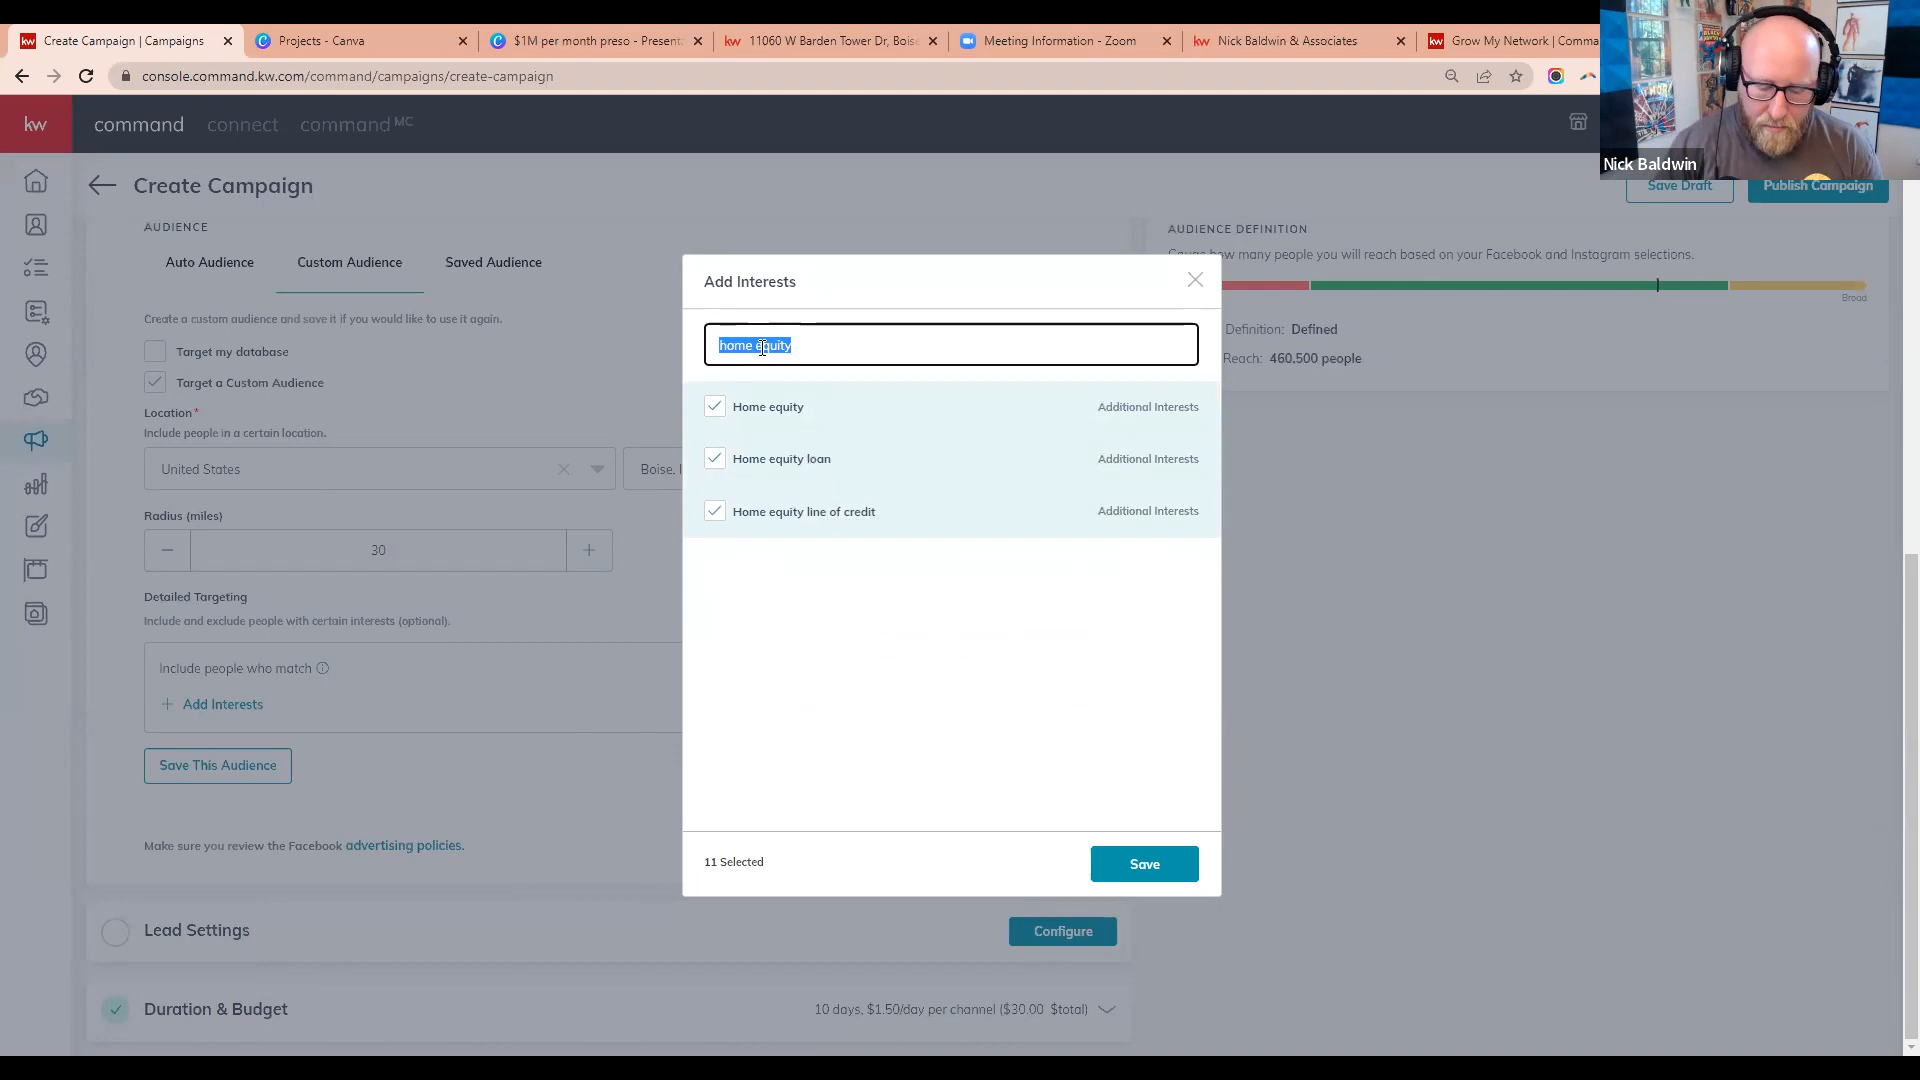 Create Campaign | Campaigns
Projects - Canva
$1M per month preso - Present
11060 W Barden Tower Dr, Bois
Meeting Information - Zoom
Nick Baldwin & Associates
Grow My Network | Comma
console.command.kw.com/command/campaigns/create-campaign
kw
command connect command MC
Nick Baldwin
Create Campaign
Save Draft
Publish Campaign
AUDIENCE
Auto Audience
Custom Audience
Saved Audience
Create a custom audience and save it if you would like to use it again.
Target my database
Target a Custom Audience
Location*
Include people in a certain location.
United States
Boise, I
Radius (miles)
30
Detailed Targeting
Include and exclude people with certain interests (optional).
Include people who match
Add Interests
Save This Audience
Make sure you review the Facebook advertising policies.
Lead Settings
Configure
Duration & Budget
10 days, $1.50/day per channel ($30.00 $total)
Add Interests
home equity
Home equity
Additional Interests
Home equity loan
Additional Interests
Home equity line of credit
Additional Interests
11 Selected
Save
AUDIENCE DEFINITION
how many people you will reach based on your Facebook and Instagram selections.
Broad
Definition: Defined
Reach: 460,500 people